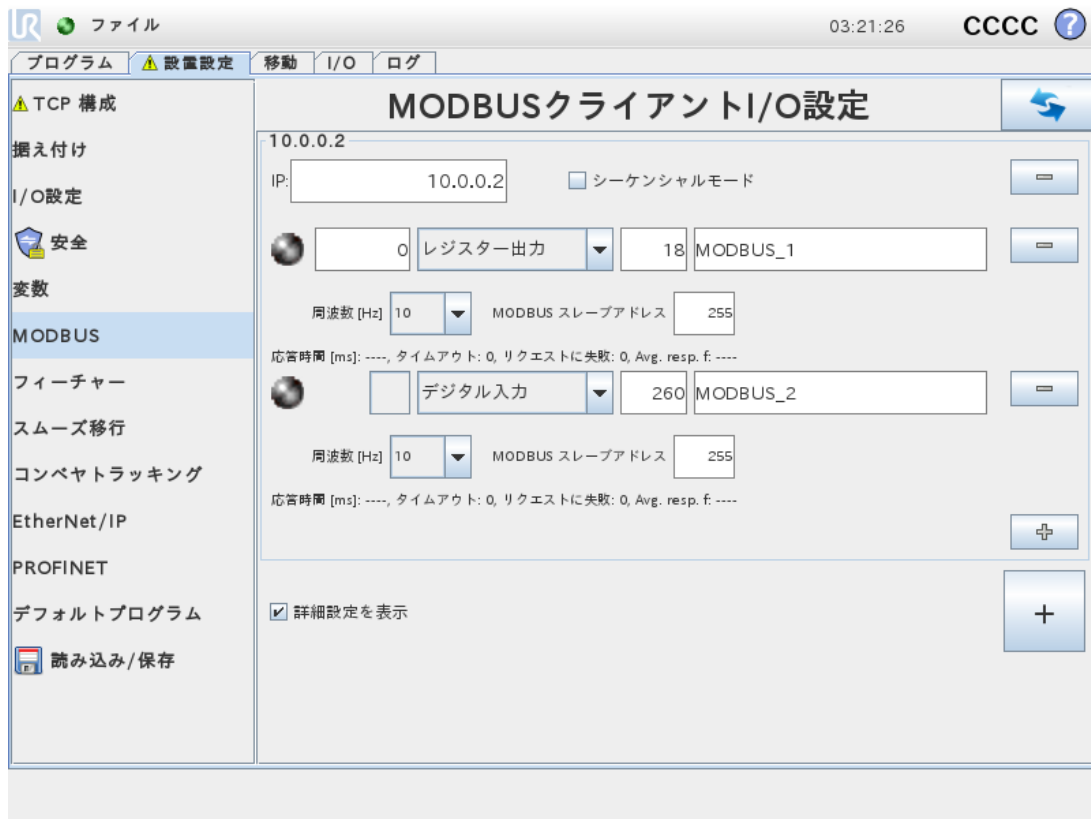 UR ファイル 03:21:26 CCCC ?
プログラム 設置設定 移動 I/O ログ
TCP 構成
据え付け
I/O設定
安全
変数
MODBUS
フィーチャー
スムーズ移行
コンベヤトラッキング
EtherNet/IP
PROFINET
デフォルトプログラム
読み込み/保存
MODBUSクライアントI/O設定
10.0.0.2
IP: 10.0.0.2 シーケンシャルモード
0 レジスター出力 18 MODBUS_1
周波数 [Hz] 10 MODBUS スレーブアドレス 255
応答時間 [ms]: ----, タイムアウト: 0, リクエストに失敗: 0, Avg. resp. f: ----
デジタル入力 260 MODBUS_2
周波数 [Hz] 10 MODBUS スレーブアドレス 255
応答時間 [ms]: ----, タイムアウト: 0, リクエストに失敗: 0, Avg. resp. f: ----
詳細設定を表示